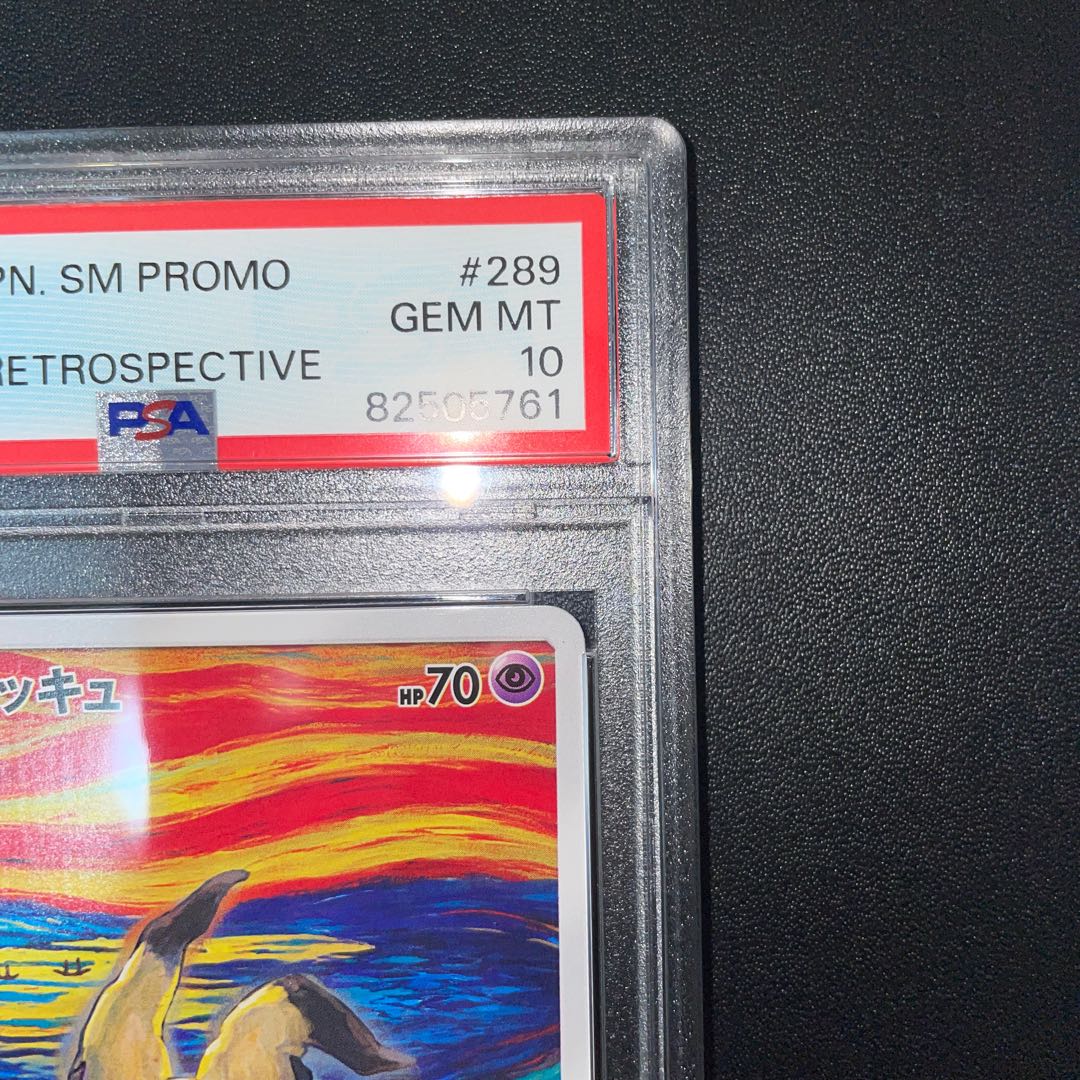 PN. SM PROMO #289
GEM MT
RETROSPECTIVE 10
PSA 82505761
ッキュ HP70